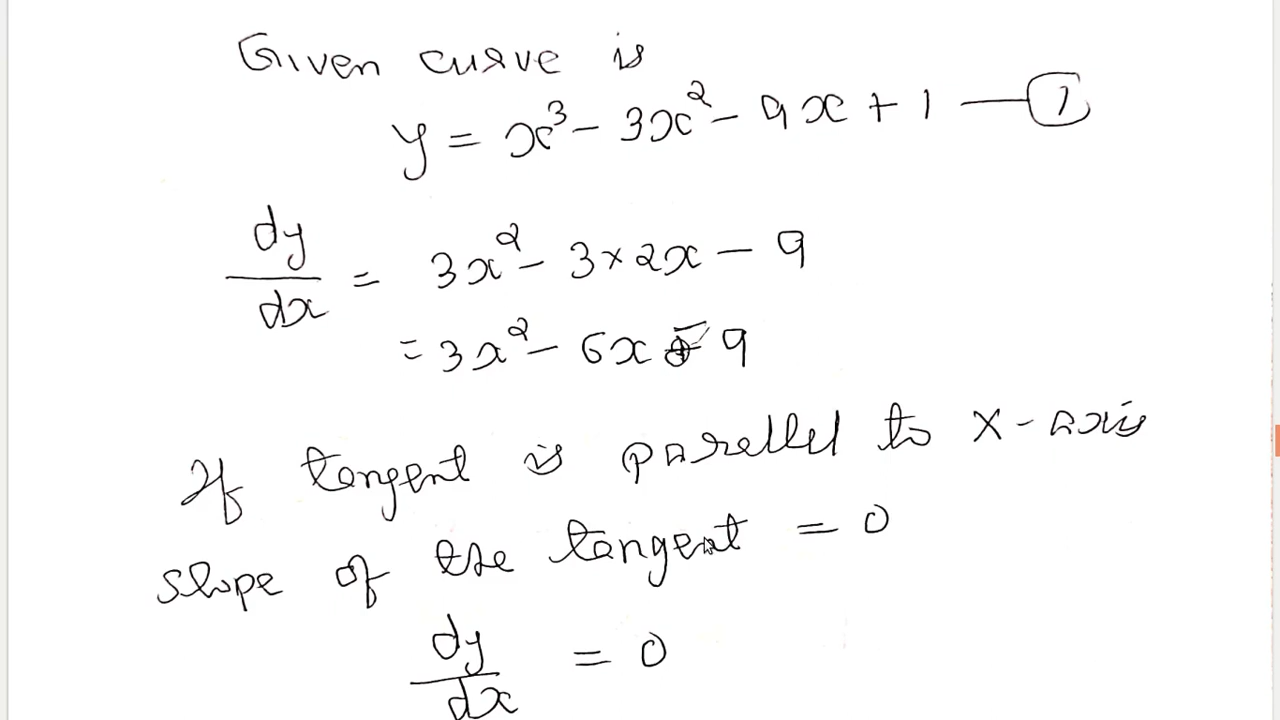 Given curve is
y = x³ - 3x² - 9x + 1 — 1
dy/dx = 3x² - 3×2x - 9
= 3x² - 6x - 9
If tangent is parellel to X-axis
slope of the tangent = 0
dy/dx = 0